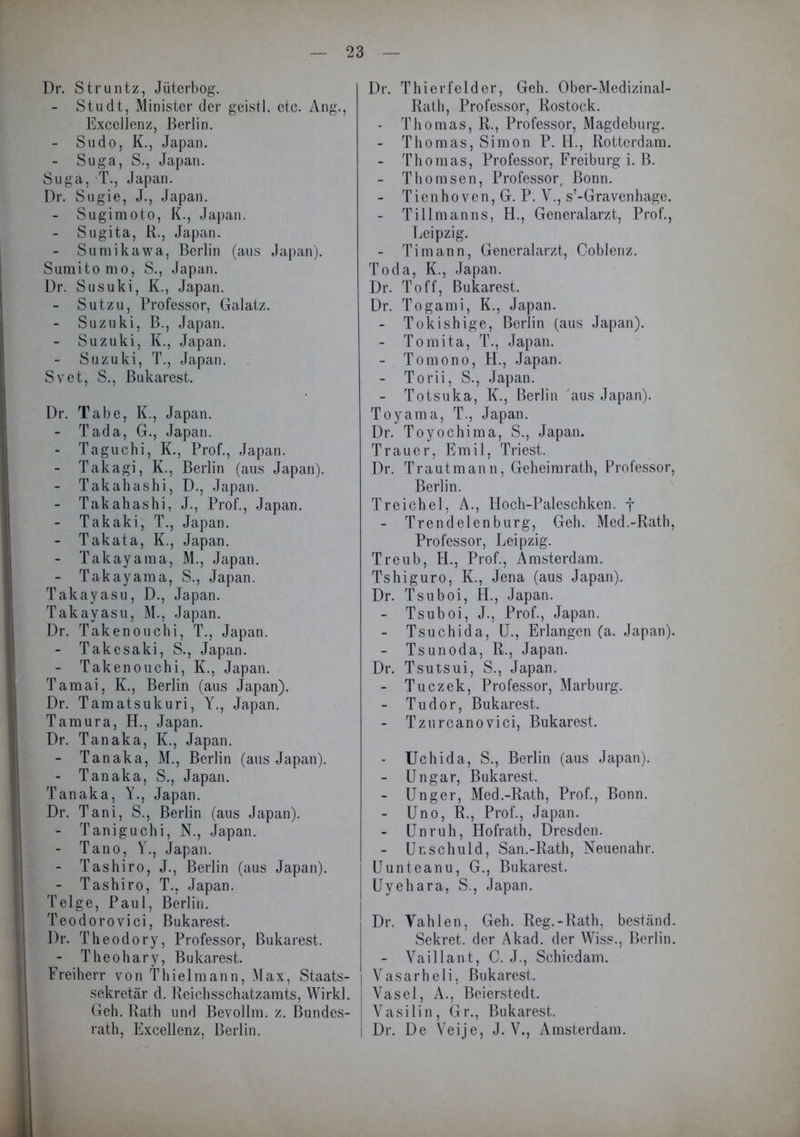 — 23 —
Dr. Struntz, Jüterbog.
- Studt, Minister der geistl. etc. Ang.,
Excellenz, Berlin.
- Sudo, K., Japan.
- Suga, S., Japan.
Suga, T., Japan.
Dr. Sugie, J., Japan.
- Sugimoto, K., Japan.
- Sugita, R., Japan.
- Sumikawa, Berlin (aus Japan).
Sumitomo, S., Japan.
Dr. Susuki, K., Japan.
- Sutzu, Professor, Galatz.
- Suzuki, B., Japan.
- Suzuki, K., Japan.
- Suzuki, T., Japan.
Svet, S., Bukarest.
Dr. Tabe, K., Japan.
- Tada, G., Japan.
- Taguchi, K., Prof., Japan.
- Takagi, K., Berlin (aus Japan).
- Takahashi, D., Japan.
- Takahashi, J., Prof., Japan.
- Takaki, T., Japan.
- Takata, K., Japan.
- Takayama, M., Japan.
- Takayama, S., Japan.
Takayasu, D., Japan.
Takayasu, M., Japan.
Dr. Takenouchi, T., Japan.
- Takesaki, S., Japan.
- Takenouchi, K., Japan.
Tamai, K., Berlin (aus Japan).
Dr. Tamatsukuri, Y., Japan.
Tamura, H., Japan.
Dr. Tanaka, K., Japan.
- Tanaka, M., Berlin (aus Japan).
- Tanaka, S., Japan.
Tanaka, Y., Japan.
Dr. Tani, S., Berlin (aus Japan).
- Taniguchi, N., Japan.
- Tano, Y., Japan.
- Tashiro, J., Berlin (aus Japan).
- Tashiro, T., Japan.
Telge, Paul, Berlin.
Teodorovici, Bukarest.
Dr. Theodory, Professor, Bukarest.
- Theohary, Bukarest.
Freiherr von Thielmann, Max, Staats-
sekretär d. Reichsschatzamts, Wirkl.
Geh. Rath und Bevollm. z. Bundes-
rath, Excellenz, Berlin.
Dr. Thierfelder, Geh. Ober-Medizinal-
Rath, Professor, Rostock.
- Thomas, R., Professor, Magdeburg.
- Thomas, Simon P. H., Rotterdam.
- Thomas, Professor, Freiburg i. B.
- Thomsen, Professor, Bonn.
- Tienhoven, G. P. V., s'-Gravenhage.
- Tillmanns, H., Generalarzt, Prof.,
Leipzig.
- Timann, Generalarzt, Coblenz.
Toda, K., Japan.
Dr. Toff, Bukarest.
Dr. Togami, K., Japan.
- Tokishige, Berlin (aus Japan).
- Tomita, T., Japan.
- Tomono, H., Japan.
- Torii, S., Japan.
- Totsuka, K., Berlin (aus Japan).
Toyama, T., Japan.
Dr. Toyochima, S., Japan.
Trauer, Emil, Triest.
Dr. Trautmann, Geheimrath, Professor,
Berlin.
Treichel, A., Hoch-Paleschken. †
- Trendelenburg, Geh. Med.-Rath,
Professor, Leipzig.
Treub, H., Prof., Amsterdam.
Tshiguro, K., Jena (aus Japan).
Dr. Tsuboi, H., Japan.
- Tsuboi, J., Prof., Japan.
- Tsuchida, U., Erlangen (a. Japan).
- Tsunoda, R., Japan.
Dr. Tsutsui, S., Japan.
- Tuczek, Professor, Marburg.
- Tudor, Bukarest.
- Tzurcanovici, Bukarest.
- Uchida, S., Berlin (aus Japan).
- Ungar, Bukarest.
- Unger, Med.-Rath, Prof., Bonn.
- Uno, R., Prof., Japan.
- Unruh, Hofrath, Dresden.
- Unschuld, San.-Rath, Neuenahr.
Uunteanu, G., Bukarest.
Uyehara, S., Japan.
Dr. Vahlen, Geh. Reg.-Rath, beständ.
Sekret. der Akad. der Wiss., Berlin.
- Vaillant, C. J., Schiedam.
Vasarheli, Bukarest.
Vasel, A., Beierstedt.
Vasilin, Gr., Bukarest.
Dr. De Veije, J. V., Amsterdam.